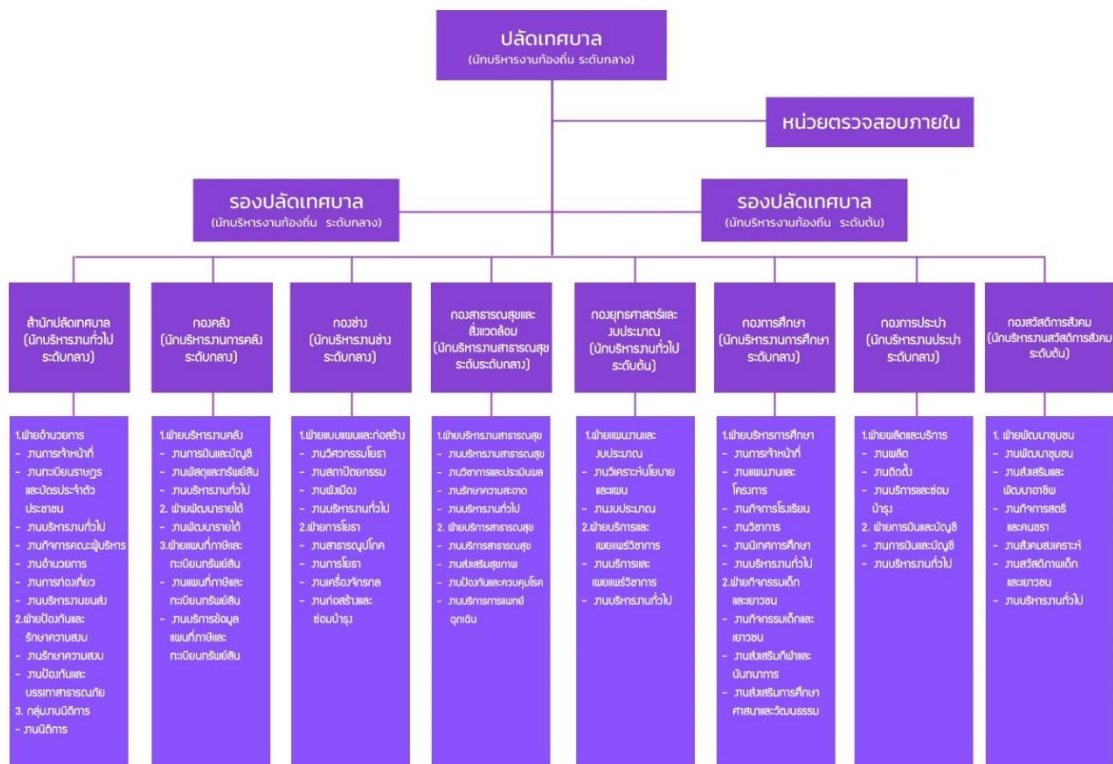 ปลัดเทศบาล
(นักบริหารงานท้องถิ่น ระดับกลาง)
หน่วยตรวจสอบภายใน
รองปลัดเทศบาล
(นักบริหารงานท้องถิ่น ระดับกลาง)
รองปลัดเทศบาล
(นักบริหารงานท้องถิ่น ระดับต้น)
สำนักปลัดเทศบาล
(นักบริหารงานทั่วไป
ระดับกลาง)
กองคลัง
(นักบริหารงานการคลัง
ระดับกลาง)
กองช่าง
(นักบริหารงานช่าง
ระดับกลาง)
กองสาธารณสุขและ
สิ่งแวดล้อม
(นักบริหารงานสาธารณสุข
ระดับระดับกลาง)
กองยุทธศาสตร์และ
งบประมาณ
(นักบริหารงานทั่วไป
ระดับต้น)
กองการศึกษา
(นักบริหารงานการศึกษา
ระดับกลาง)
กองการประปา
(นักบริหารงานประปา
ระดับกลาง)
กองสวัสดิการสังคม
(นักบริหารงานสวัสดิการสังคม
ระดับต้น)
1.ฝ่ายอำนวยการ
- งานการเจ้าหน้าที่
- งานทะเบียนราษฎร
และบัตรประจำตัว
ประชาชน
- งานบริหารงานทั่วไป
- งานกิจการคณะผู้บริหาร
- งานอำนวยการ
- งานการท่องเที่ยว
- งานบริหารงานขนส่ง
2.ฝ่ายป้องกันและ
รักษาความสงบ
- งานรักษาความสงบ
- งานป้องกันและ
บรรเทาสาธารณภัย
3. กลุ่มงานนิติการ
- งานนิติการ
1.ฝ่ายบริหารงานคลัง
- งานการเงินและบัญชี
- งานพัสดุและทรัพย์สิน
- งานบริหารงานทั่วไป
2. ฝ่ายพัฒนารายได้
- งานพัฒนารายได้
3.ฝ่ายแผนที่ภาษีและ
ทะเบียนทรัพย์สิน
- งานแผนที่ภาษีและ
ทะเบียนทรัพย์สิน
- งานบริการข้อมูล
แผนที่ภาษีและ
ทะเบียนทรัพย์สิน
1.ฝ่ายแบบแผนและก่อสร้าง
- งานวิศวกรรมโยธา
- งานสถาปัตยกรรม
- งานผังเมือง
- งานบริหารงานทั่วไป
2.ฝ่ายการโยธา
- งานสาธารณูปโภค
- งานการโยธา
- งานเครื่องจักรกล
- งานก่อสร้างและ
ซ่อมบำรุง
1.ฝ่ายบริหารงานสาธารณสุข
- งานบริหารงานสาธารณสุข
- งานวิชาการและประเมินผล
- งานรักษาความสะอาด
- งานบริหารงานทั่วไป
2. ฝ่ายบริการสาธารณสุข
- งานบริการสาธารณสุข
- งานส่งเสริมสุขภาพ
- งานป้องกันและควบคุมโรค
- งานบริการการแพทย์
ฉุกเฉิน
1.ฝ่ายแผนงานและ
งบประมาณ
- งานวิเคราะห์นโยบาย
และแผน
- งานงบประมาณ
2.ฝ่ายบริการและ
เผยแพร่วิชาการ
- งานบริการและ
เผยแพร่วิชาการ
- งานบริหารงานทั่วไป
1.ฝ่ายบริหารการศึกษา
- งานการเจ้าหน้าที่
- งานแผนงานและ
โครงการ
- งานกิจการโรงเรียน
- งานวิชาการ
- งานนิเทศการศึกษา
- งานบริหารงานทั่วไป
2.ฝ่ายกิจกรรมเด็ก
และเยาวชน
- งานกิจกรรมเด็กและ
เยาวชน
- งานส่งเสริมกีฬาและ
นันทนาการ
- งานส่งเสริมการศึกษา
ศาสนาและวัฒนธรรม
1.ฝ่ายผลิตและบริการ
- งานผลิต
- งานติดตั้ง
- งานบริการและซ่อม
บำรุง
2. ฝ่ายการเงินและบัญชี
- งานการเงินและบัญชี
- งานบริหารงานทั่วไป
1. ฝ่ายพัฒนาชุมชน
- งานพัฒนาชุมชน
- งานส่งเสริมและ
พัฒนาอาชีพ
- งานกิจการสตรี
และคนชรา
- งานสังคมสงเคราะห์
- งานสวัสดิภาพเด็ก
และเยาวชน
- งานบริหารงานทั่วไป